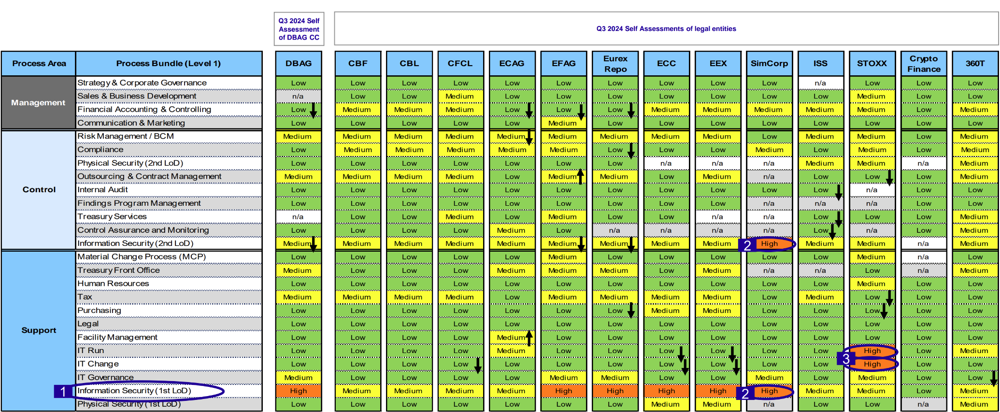 Q3 2024 Self
Assessment
of DBAG CC
Q3 2024 Self Assessments of legal entities
Process Area Process Bundle (Level 1) DBAG CBF CBL CFCL ECAG EFAG Eurex Repo ECC EEX SimCorp ISS STOXX Crypto Finance 360T
Management
Strategy & Corporate Governance Low Low Low Low Low Low Low Low Low Low n/a Low Low Low
Sales & Business Development n/a Low Low Medium Low Low Low Low Low Low Low Medium Low Low
Financial Accounting & Controlling Low Medium Medium Medium Low Low Low Medium Medium Medium Medium Medium Low Medium
Communication & Marketing Low Low Low Low Low Medium Low Low Low Low Low Low Low Low
Control
Risk Management / BCM Medium Medium Medium Medium Medium Medium Medium Medium Medium Low Medium Medium Low Medium
Compliance Low Medium Medium Medium Medium Medium Low Low Low Medium Low Medium Low Medium
Physical Security (2nd LoD) Low Low Low Low Low Low Low n/a n/a n/a Medium Medium n/a Medium
Outsourcing & Contract Management Medium Medium Medium Medium Low Medium Medium Low Medium n/a Low Low Low Medium
Internal Audit Low Low Low Low Low Low Low Low Low Low Low n/a Low Low
Findings Program Management Low Low Low Low Low Low Low Low Low n/a n/a n/a Low Low
Treasury Services n/a Low Low Medium Low Medium Low Low n/a n/a Low Low Low Medium
Control Assurance and Monitoring Low Low Low Low Medium Low n/a n/a n/a n/a Low n/a Low Medium
Information Security (2nd LoD) Medium Medium Medium Medium Medium Medium Medium Medium Medium 2 High Medium Medium n/a Medium
Support
Material Change Process (MCP) Low Low Low Low Low Medium Low Low Low Low Low Medium n/a Low
Treasury Front Office Medium Low Low Low Medium Medium Medium Low Medium n/a n/a Low n/a Medium
Human Resources Low Low Low Low Low Low Low Low Low Low Low Medium Low Low
Tax Medium Medium Medium Medium Low Medium Medium Medium Medium Low Medium Low Low Low
Purchasing Low Low Low Low Low Low Low Medium Medium Low Low Low Low Low
Legal Low Low Low Low Low Low Low Low Low Low Low Low Low Low
Facility Management Low Low Low Low Medium Low Low Low Low Low Low Low Low Low
IT Run Low Low Low Low Medium Low Low Low Low Low Low High Low Medium
3
IT Change Low Low Low Low Low Low Low Low Low Low Low High Low Low
IT Governance Medium Low Low Low Low Medium Medium Low Low Medium Low Medium Low Low
1 Information Security (1st LoD) High Medium Medium Medium Medium High High High High 2 High Medium Medium Low Medium
Physical Security (1st LoD) Low Low Low Low Low Low Low Medium Medium n/a Low Low n/a Medium